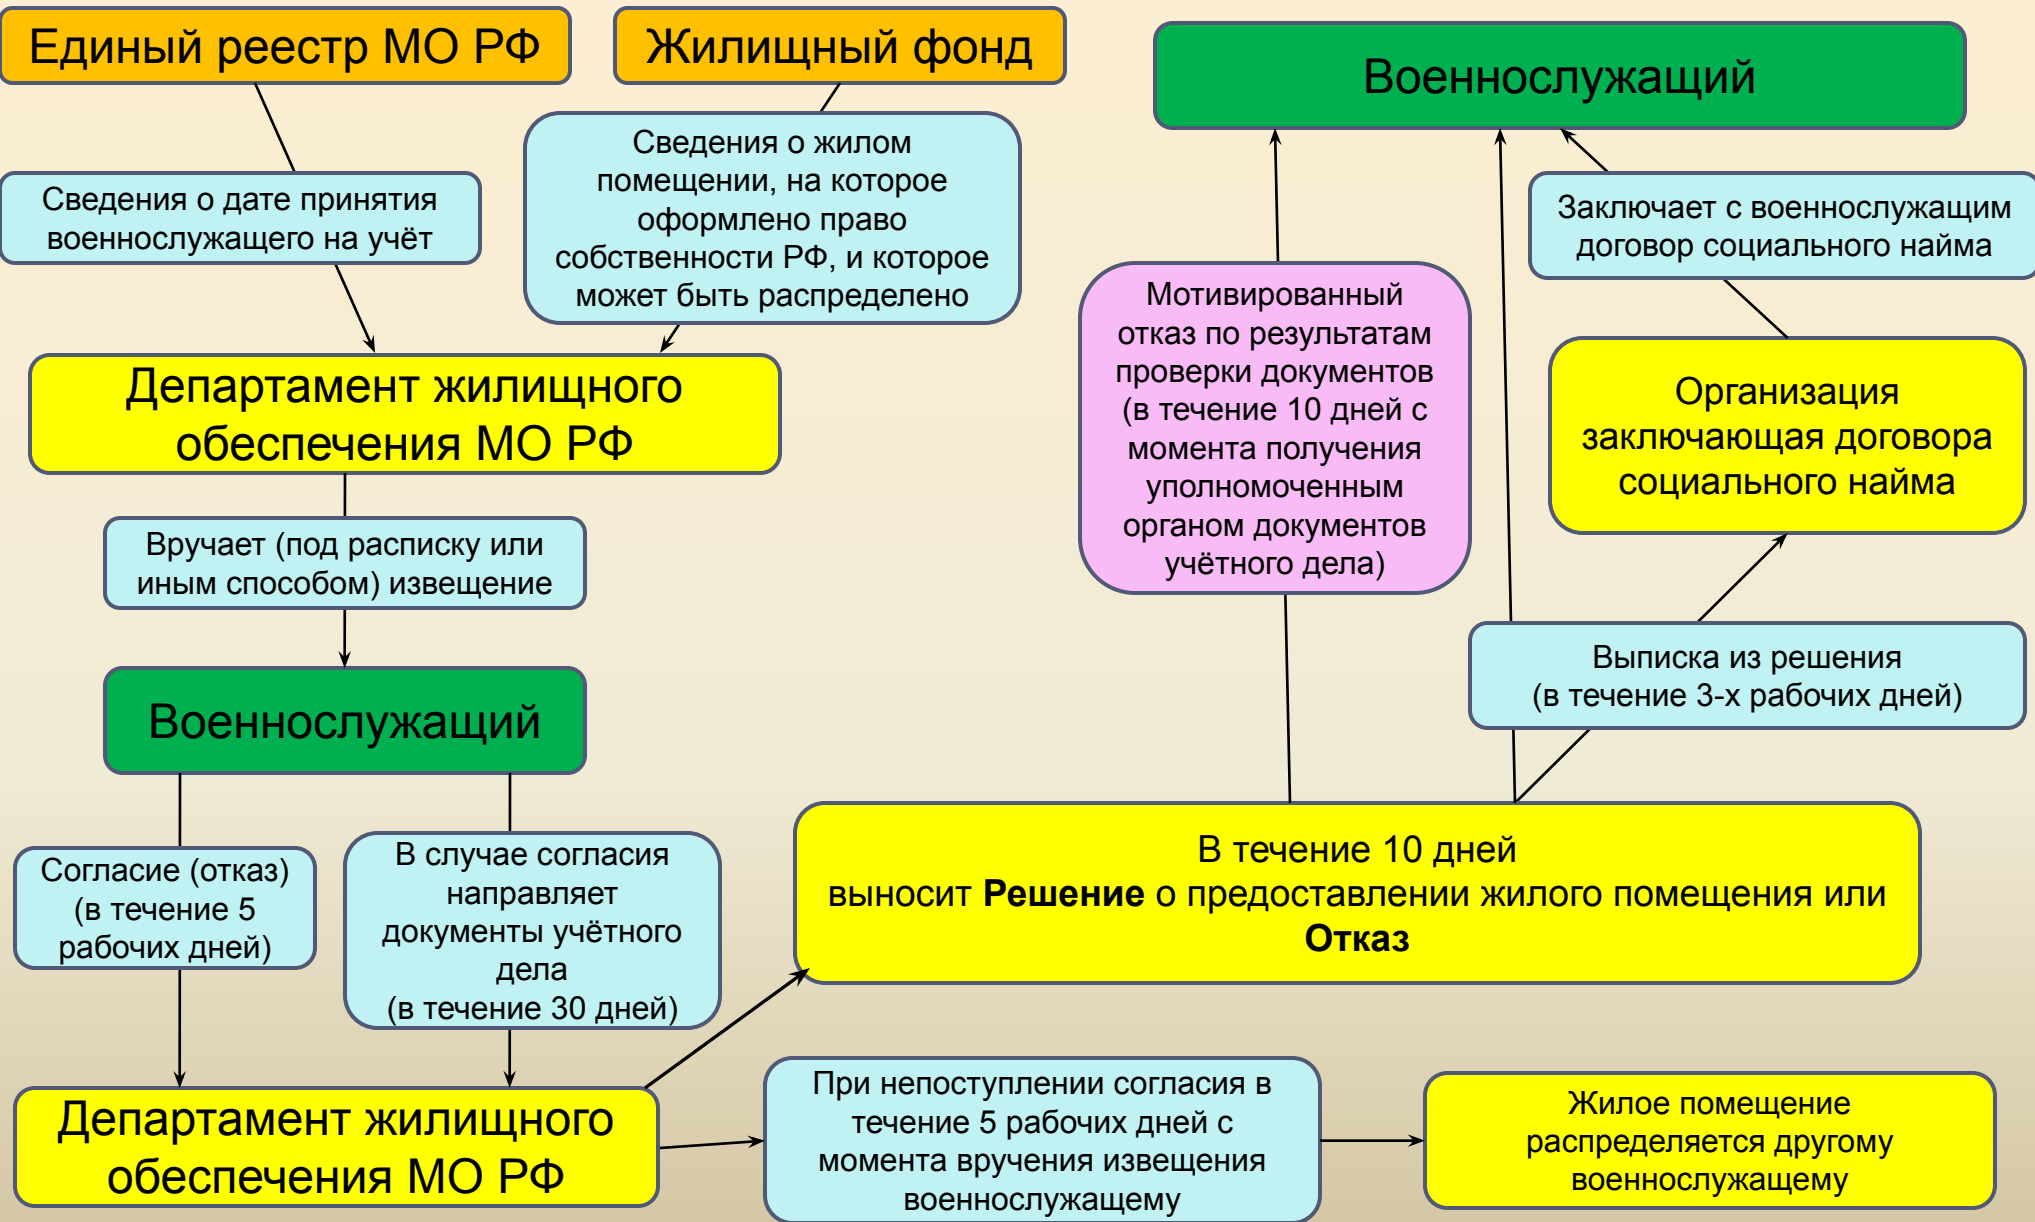 Единый реестр МО РФ
Жилищный фонд
Военнослужащий
Сведения о дате принятия
военнослужащего на учёт
Сведения о жилом
помещении, на которое
оформлено право
собственности РФ, и которое
может быть распределено
Заключает с военнослужащим
договор социального найма
Департамент жилищного
обеспечения МО РФ
Мотивированный
отказ по результатам
проверки документов
(в течение 10 дней с
момента получения
уполномоченным
органом документов
учётного дела)
Организация
заключающая договора
социального найма
Вручает (под расписку или
иным способом) извещение
Выписка из решения
(в течение 3-х рабочих дней)
Военнослужащий
Согласие (отказ)
(в течение 5
рабочих дней)
В случае согласия
направляет
документы учётного
дела
(в течение 30 дней)
В течение 10 дней
выносит Решение о предоставлении жилого помещения или
Отказ
Департамент жилищного
обеспечения МО РФ
При непоступлении согласия в
течение 5 рабочих дней с
момента вручения извещения
военнослужащему
Жилое помещение
распределяется другому
военнослужащему